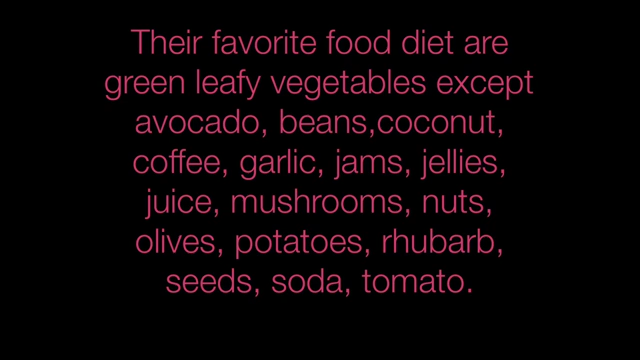 Their favorite food diet are
green leafy vegetables except
avocado, beans,coconut,
coffee, garlic, jams, jellies,
juice, mushrooms, nuts,
olives, potatoes, rhubarb,
seeds, soda, tomato.